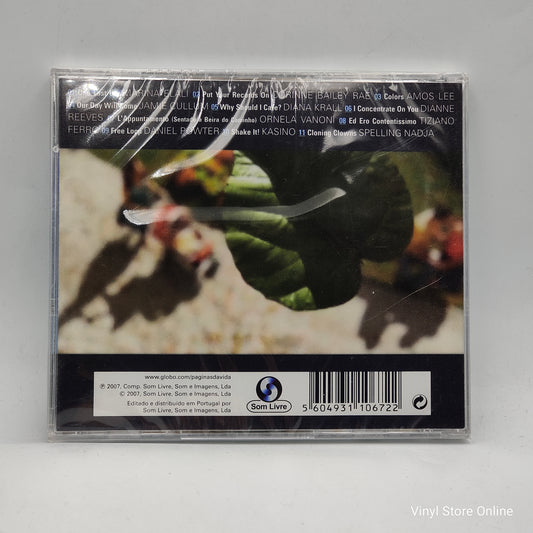 02 Put Your Records On CORINNE BAILEY RAE 03 Colors AMOS LEE
Our Day Will Come JAMIE CULLUM 05 Why Should I Care? DIANA KRALL 06 I Concentrate On You DIANNE
REEVES 07 L'Appuntamento (Sentado à Beira do Caminho) ORNELA VANONI 08 Ed Ero Contentissimo TIZIANO
FERRO 09 Free Loop DANIEL POWTER 10 Shake It! KASINO 11 Cloning Clowns SPELLING NADJA
www.globo.com/paginasdavida
℗ 2007, Comp. Som Livre, Som e Imagens, Lda
© 2007, Som Livre, Som e Imagens, Lda
Editado e distribuido em Portugal por
Som Livre, Som e Imagens, Lda
Som Livre
5 604931 106722
Vinyl Store Online